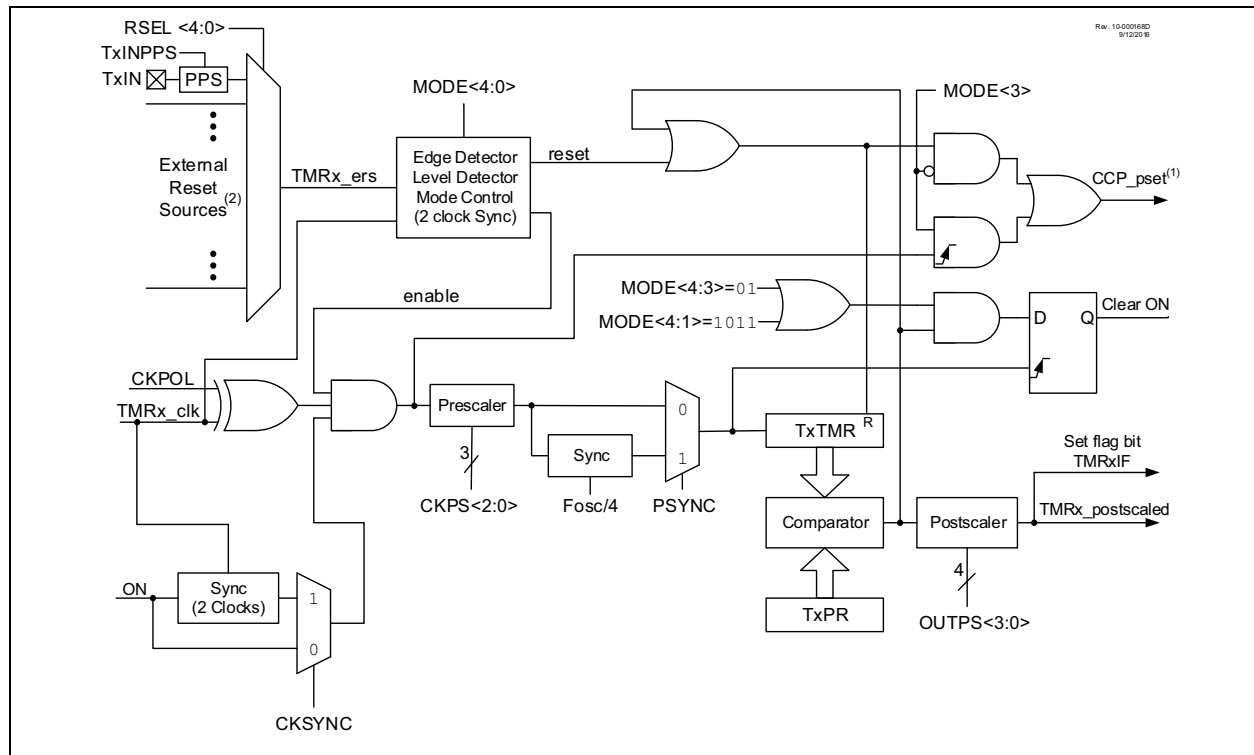 Rev. 10-000168D
9/12/2016
RSEL <4:0>
TxINPPS
TxIN
PPS
MODE<4:0>
MODE<3>
External
Reset
Sources(2)
TMRx_ers
Edge Detector
Level Detector
Mode Control
(2 clock Sync)
reset
CCP_pset(1)
enable
MODE<4:3>=01
MODE<4:1>=1011
D
Q
Clear ON
CKPOL
TMRx_clk
Prescaler
0
1
TxTMR
R
Sync
3
CKPS<2:0>
Fosc/4
PSYNC
Set flag bit
TMRxIF
Comparator
Postscaler
TMRx_postscaled
ON
Sync
(2 Clocks)
1
0
4
TxPR
OUTPS<3:0>
CKSYNC